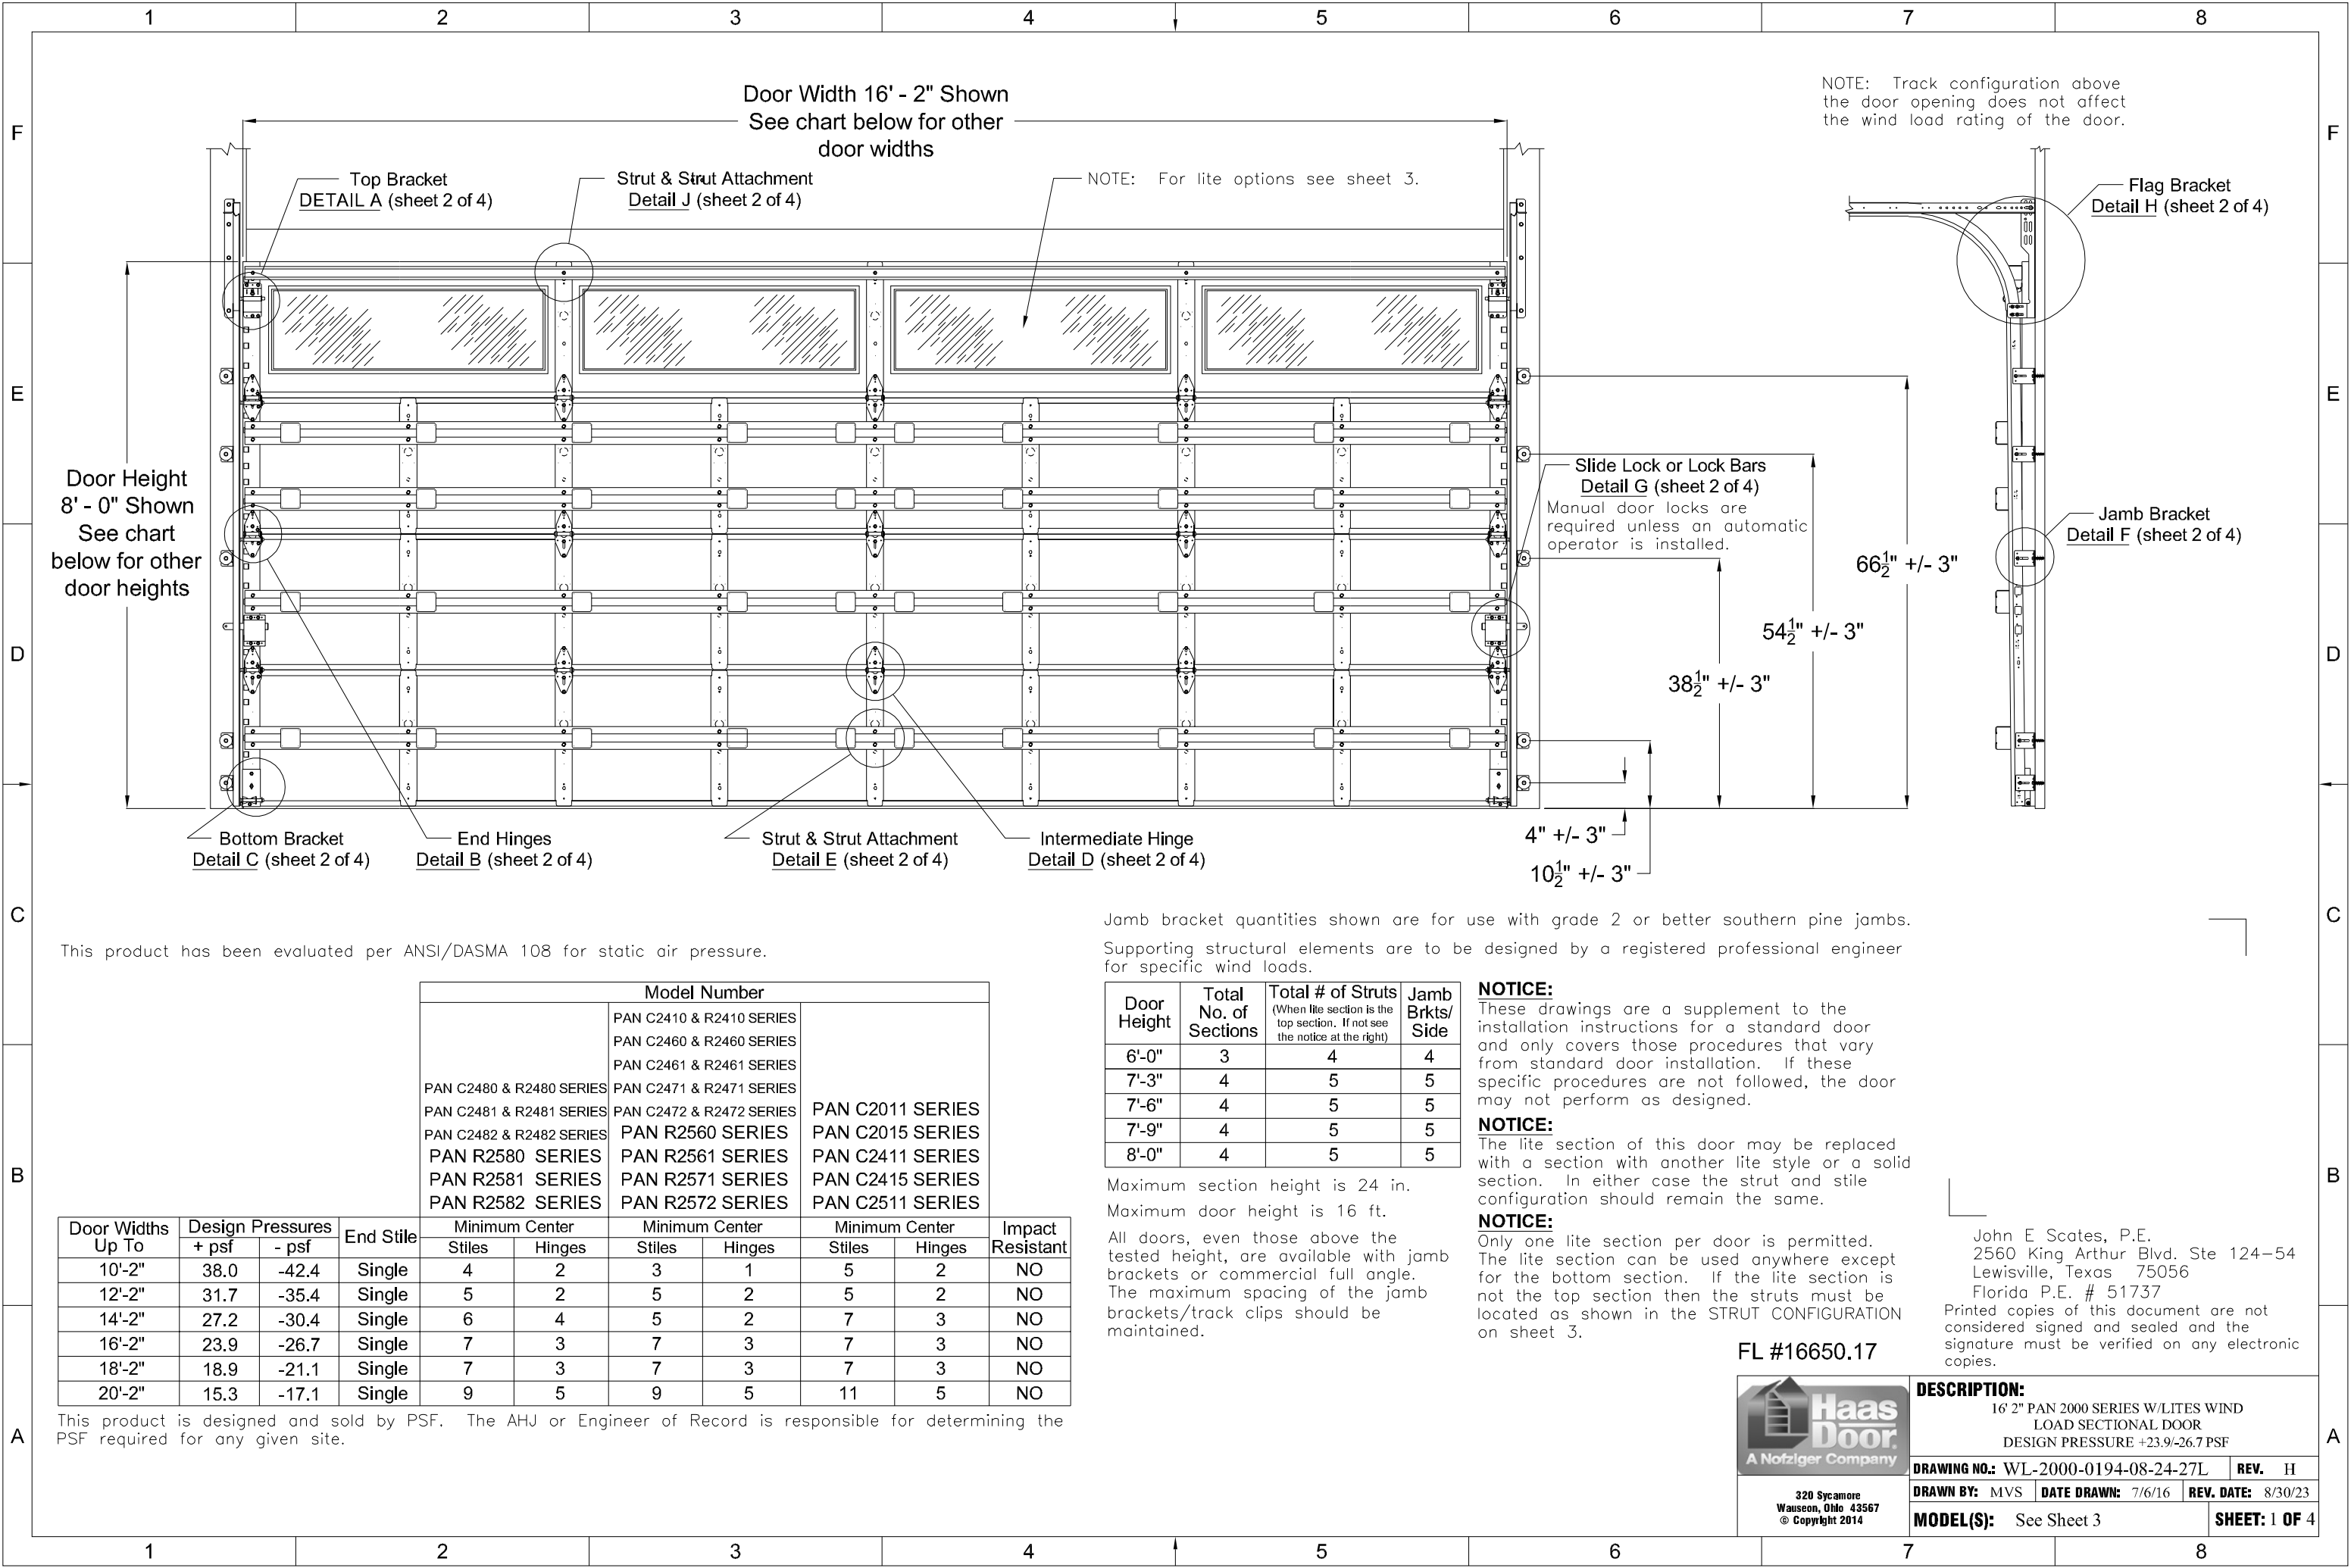 1 2 3 4 5 6 7 8
F F
E E
D D
C C
B B
A A
Door Width 16' - 2" Shown
See chart below for other
door widths
NOTE: Track configuration above
the door opening does not affect
the wind load rating of the door.
Top Bracket
DETAIL A (sheet 2 of 4)
Strut & Strut Attachment
Detail J (sheet 2 of 4)
NOTE: For lite options see sheet 3.
Flag Bracket
Detail H (sheet 2 of 4)
Door Height
8' - 0" Shown
See chart
below for other
door heights
Slide Lock or Lock Bars
Detail G (sheet 2 of 4)
Manual door locks are
required unless an automatic
operator is installed.
Jamb Bracket
Detail F (sheet 2 of 4)
66 1/2" +/- 3"
54 1/2" +/- 3"
38 1/2" +/- 3"
4" +/- 3"
10 1/2" +/- 3"
Bottom Bracket
Detail C (sheet 2 of 4)
End Hinges
Detail B (sheet 2 of 4)
Strut & Strut Attachment
Detail E (sheet 2 of 4)
Intermediate Hinge
Detail D (sheet 2 of 4)
This product has been evaluated per ANSI/DASMA 108 for static air pressure.
Model Number
PAN C2480 & R2480 SERIES
PAN C2481 & R2481 SERIES
PAN C2482 & R2482 SERIES
PAN R2580 SERIES
PAN R2581 SERIES
PAN R2582 SERIES
PAN C2410 & R2410 SERIES
PAN C2460 & R2460 SERIES
PAN C2461 & R2461 SERIES
PAN C2471 & R2471 SERIES
PAN C2472 & R2472 SERIES
PAN R2560 SERIES
PAN R2561 SERIES
PAN R2571 SERIES
PAN R2572 SERIES
PAN C2011 SERIES
PAN C2015 SERIES
PAN C2411 SERIES
PAN C2415 SERIES
PAN C2511 SERIES
Door Widths Design Pressures End Stile Minimum Center Minimum Center Minimum Center Impact
Up To + psf - psf Stiles Hinges Stiles Hinges Stiles Hinges Resistant
10'-2" 38.0 -42.4 Single 4 2 3 1 5 2 NO
12'-2" 31.7 -35.4 Single 5 2 5 2 5 2 NO
14'-2" 27.2 -30.4 Single 6 4 5 2 7 3 NO
16'-2" 23.9 -26.7 Single 7 3 7 3 7 3 NO
18'-2" 18.9 -21.1 Single 7 3 7 3 7 3 NO
20'-2" 15.3 -17.1 Single 9 5 9 5 11 5 NO
This product is designed and sold by PSF. The AHJ or Engineer of Record is responsible for determining the
PSF required for any given site.
Jamb bracket quantities shown are for use with grade 2 or better southern pine jambs.
Supporting structural elements are to be designed by a registered professional engineer
for specific wind loads.
Door Height Total No. of Sections Total # of Struts (When lite section is the top section. If not see the notice at the right) Jamb Brkts/ Side
6'-0" 3 4 4
7'-3" 4 5 5
7'-6" 4 5 5
7'-9" 4 5 5
8'-0" 4 5 5
Maximum section height is 24 in.
Maximum door height is 16 ft.
All doors, even those above the
tested height, are available with jamb
brackets or commercial full angle.
The maximum spacing of the jamb
brackets/track clips should be
maintained.
NOTICE:
These drawings are a supplement to the
installation instructions for a standard door
and only covers those procedures that vary
from standard door installation. If these
specific procedures are not followed, the door
may not perform as designed.
NOTICE:
The lite section of this door may be replaced
with a section with another lite style or a solid
section. In either case the strut and stile
configuration should remain the same.
NOTICE:
Only one lite section per door is permitted.
The lite section can be used anywhere except
for the bottom section. If the lite section is
not the top section then the struts must be
located as shown in the STRUT CONFIGURATION
on sheet 3.
John E Scates, P.E.
2560 King Arthur Blvd. Ste 124-54
Lewisville, Texas 75056
Florida P.E. # 51737
Printed copies of this document are not
considered signed and sealed and the
signature must be verified on any electronic
copies.
FL #16650.17
Haas
Door
A Nofziger Company
320 Sycamore
Wauseon, Ohio 43567
© Copyright 2014
DESCRIPTION:
16' 2" PAN 2000 SERIES W/LITES WIND
LOAD SECTIONAL DOOR
DESIGN PRESSURE +23.9/-26.7 PSF
DRAWING NO.: WL-2000-0194-08-24-27L REV. H
DRAWN BY: MVS DATE DRAWN: 7/6/16 REV. DATE: 8/30/23
MODEL(S): See Sheet 3 SHEET: 1 OF 4
1 2 3 4 5 6 7 8